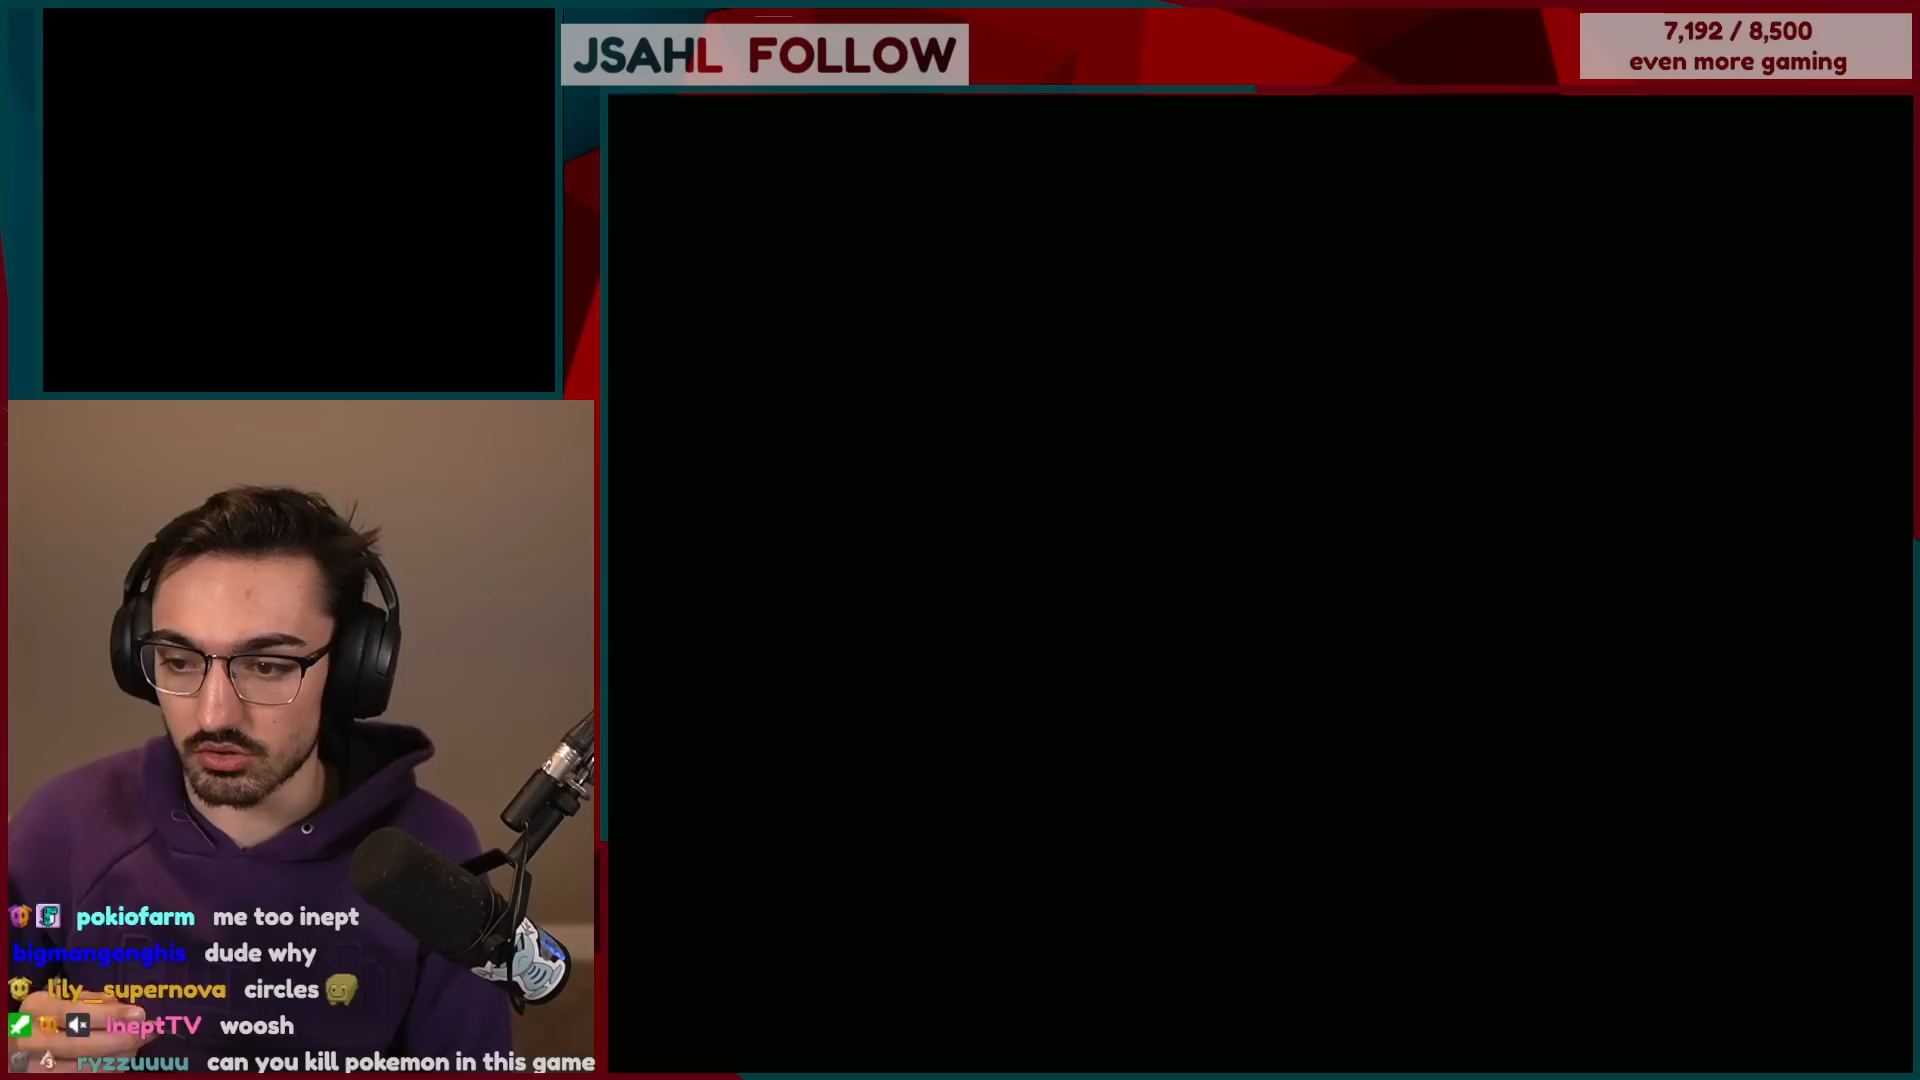 JSAHL FOLLOW
7,192 / 8,500
even more gaming
pokiofarm me too inept
bigmangenghis dude why
lily_supernova circles
IneptTV woosh
3 ryzzuuuu can you kill pokemon in this game